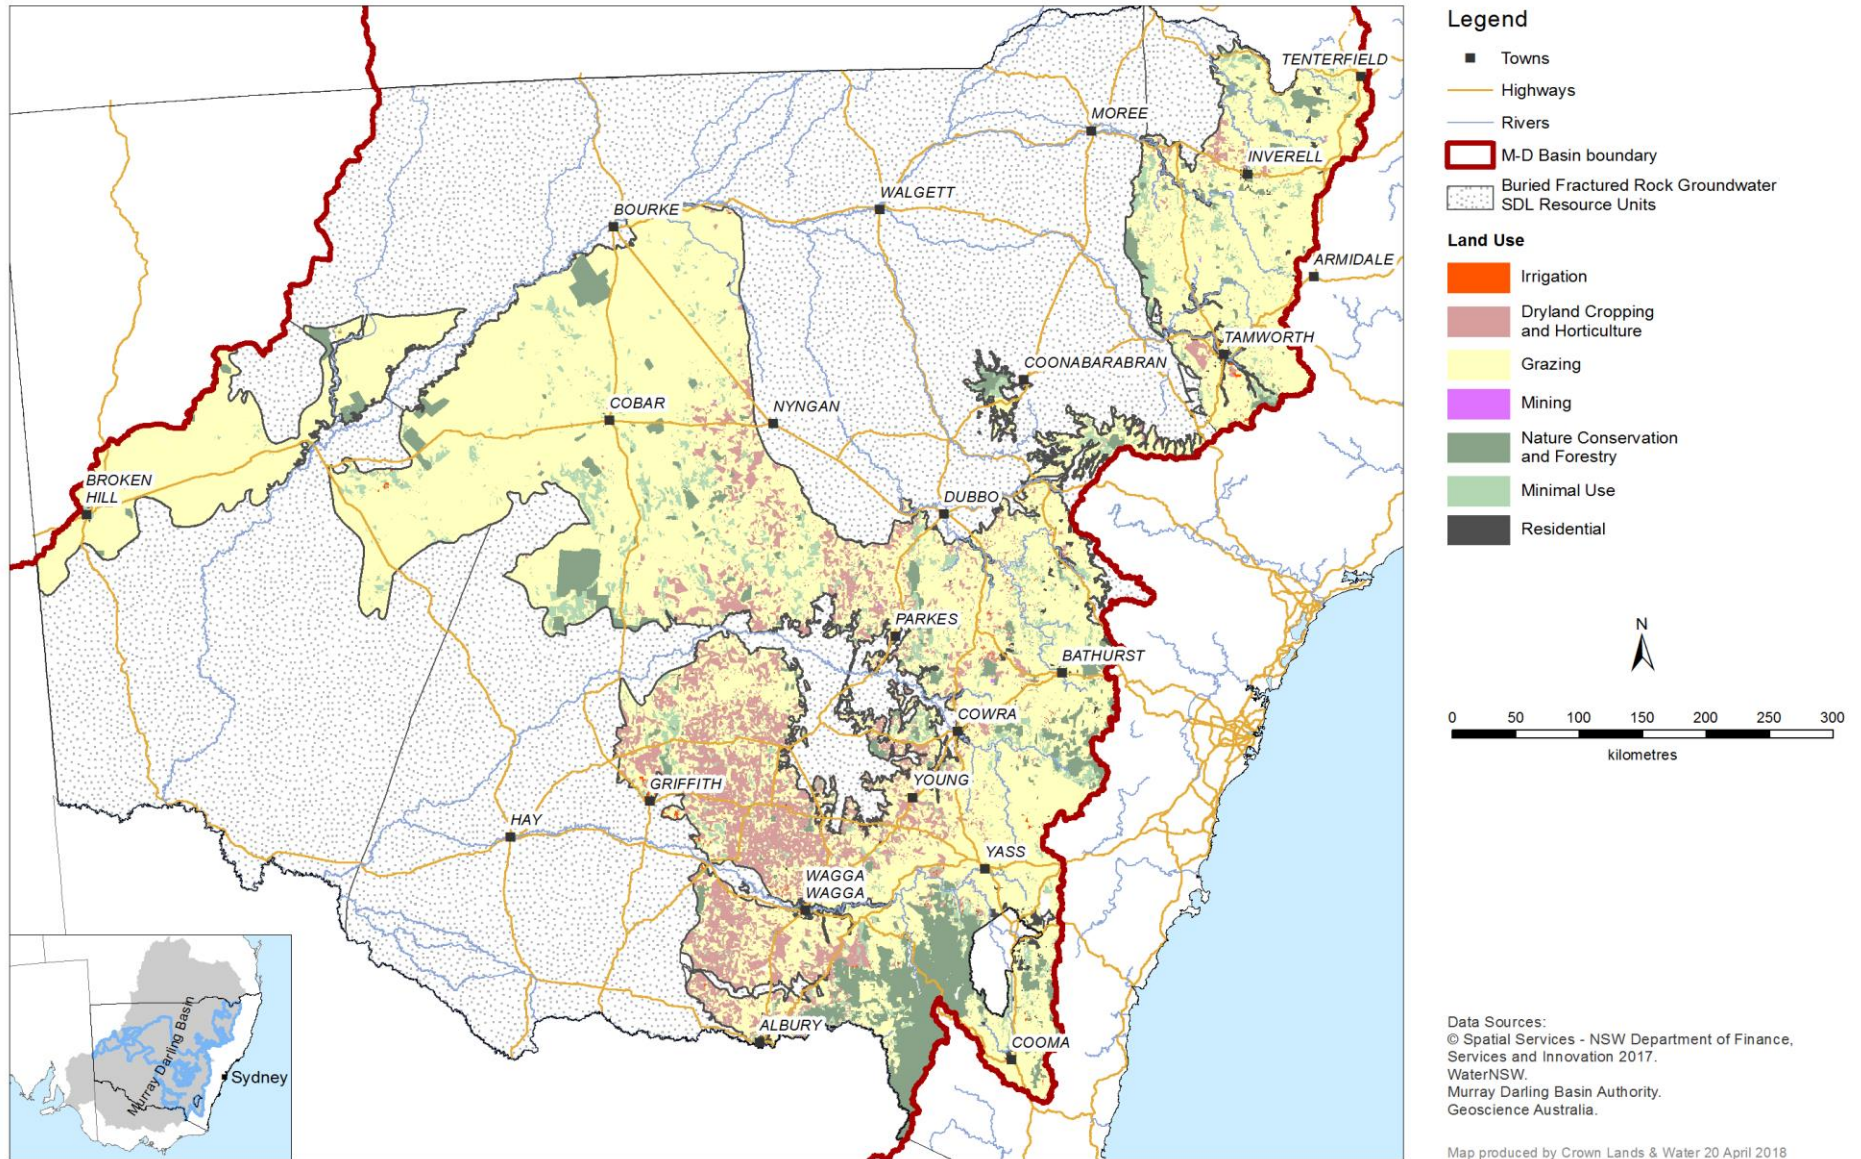 TENTERFIELD
MOREE
INVERELL
WALGETT
BOURKE
ARMIDALE
TAMWORTH
COONABARABRAN
COBAR
NYNGAN
BROKEN
HILL
DUBBO
PARKES
BATHURST
COWRA
YOUNG
GRIFFITH
HAY
YASS
WAGGA
WAGGA
ALBURY
COOMA
Murray Darling Basin
Sydney
Legend
Towns
Highways
Rivers
M-D Basin boundary
Buried Fractured Rock Groundwater
SDL Resource Units
Land Use
Irrigation
Dryland Cropping
and Horticulture
Grazing
Mining
Nature Conservation
and Forestry
Minimal Use
Residential
N
0 50 100 150 200 250 300
kilometres
Data Sources:
© Spatial Services - NSW Department of Finance,
Services and Innovation 2017.
WaterNSW.
Murray Darling Basin Authority.
Geoscience Australia.
Map produced by Crown Lands & Water 20 April 2018